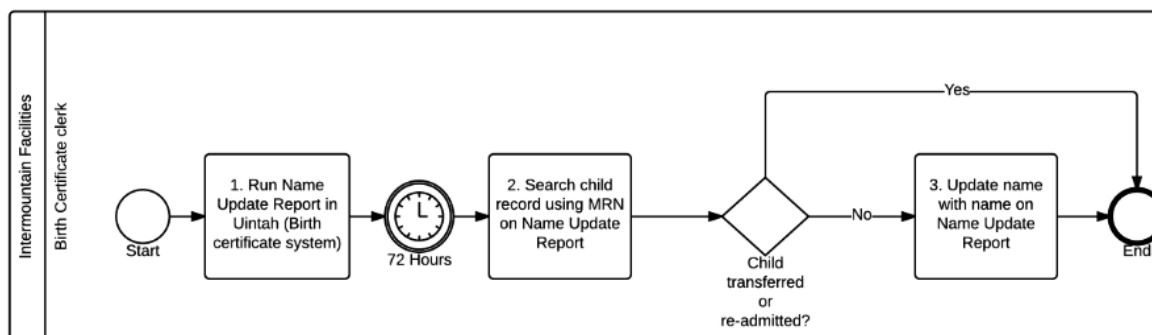 Intermountain Facilities
Birth Certificate clerk
Start
1. Run Name
Update Report in
Uintah (Birth
certificate system)
72 Hours
2. Search child
record using MRN
on Name Update
Report
Child
transferred
or
re-admitted?
Yes
No
3. Update name
with name on
Name Update
Report
End